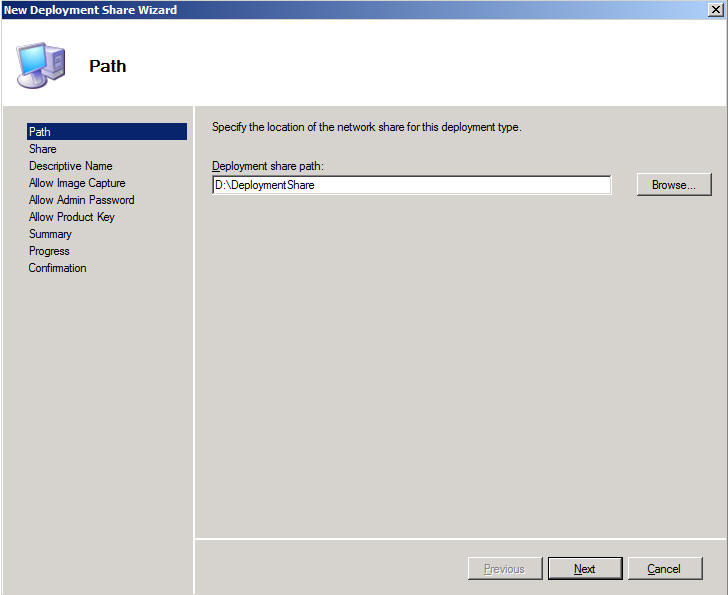 New Deployment Share Wizard
Path
Path
Share
Descriptive Name
Allow Image Capture
Allow Admin Password
Allow Product Key
Summary
Progress
Confirmation
Specify the location of the network share for this deployment type.
Deployment share path:
D:\DeploymentShare
Browse...
Previous
Next
Cancel